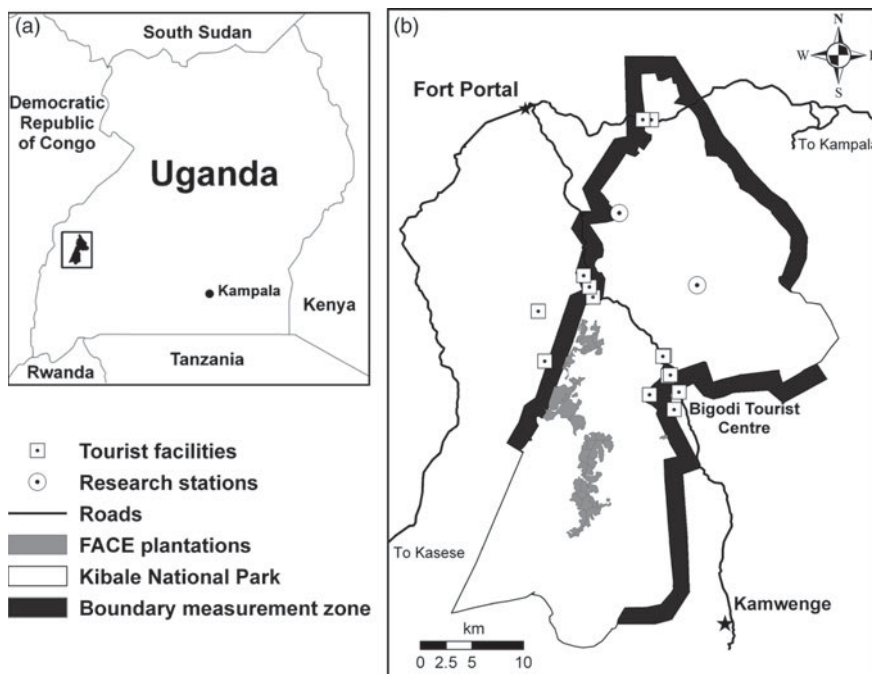 (a)
South Sudan
Democratic
Republic
of Congo
Uganda
Kampala
Kenya
Rwanda
Tanzania
Tourist facilities
Research stations
Roads
FACE plantations
Kibale National Park
Boundary measurement zone
(b)
N
W
S
Fort Portal
To Kampala
Bigodi Tourist
Centre
To Kasese
Kamwenge
km
0 2.5 5 10